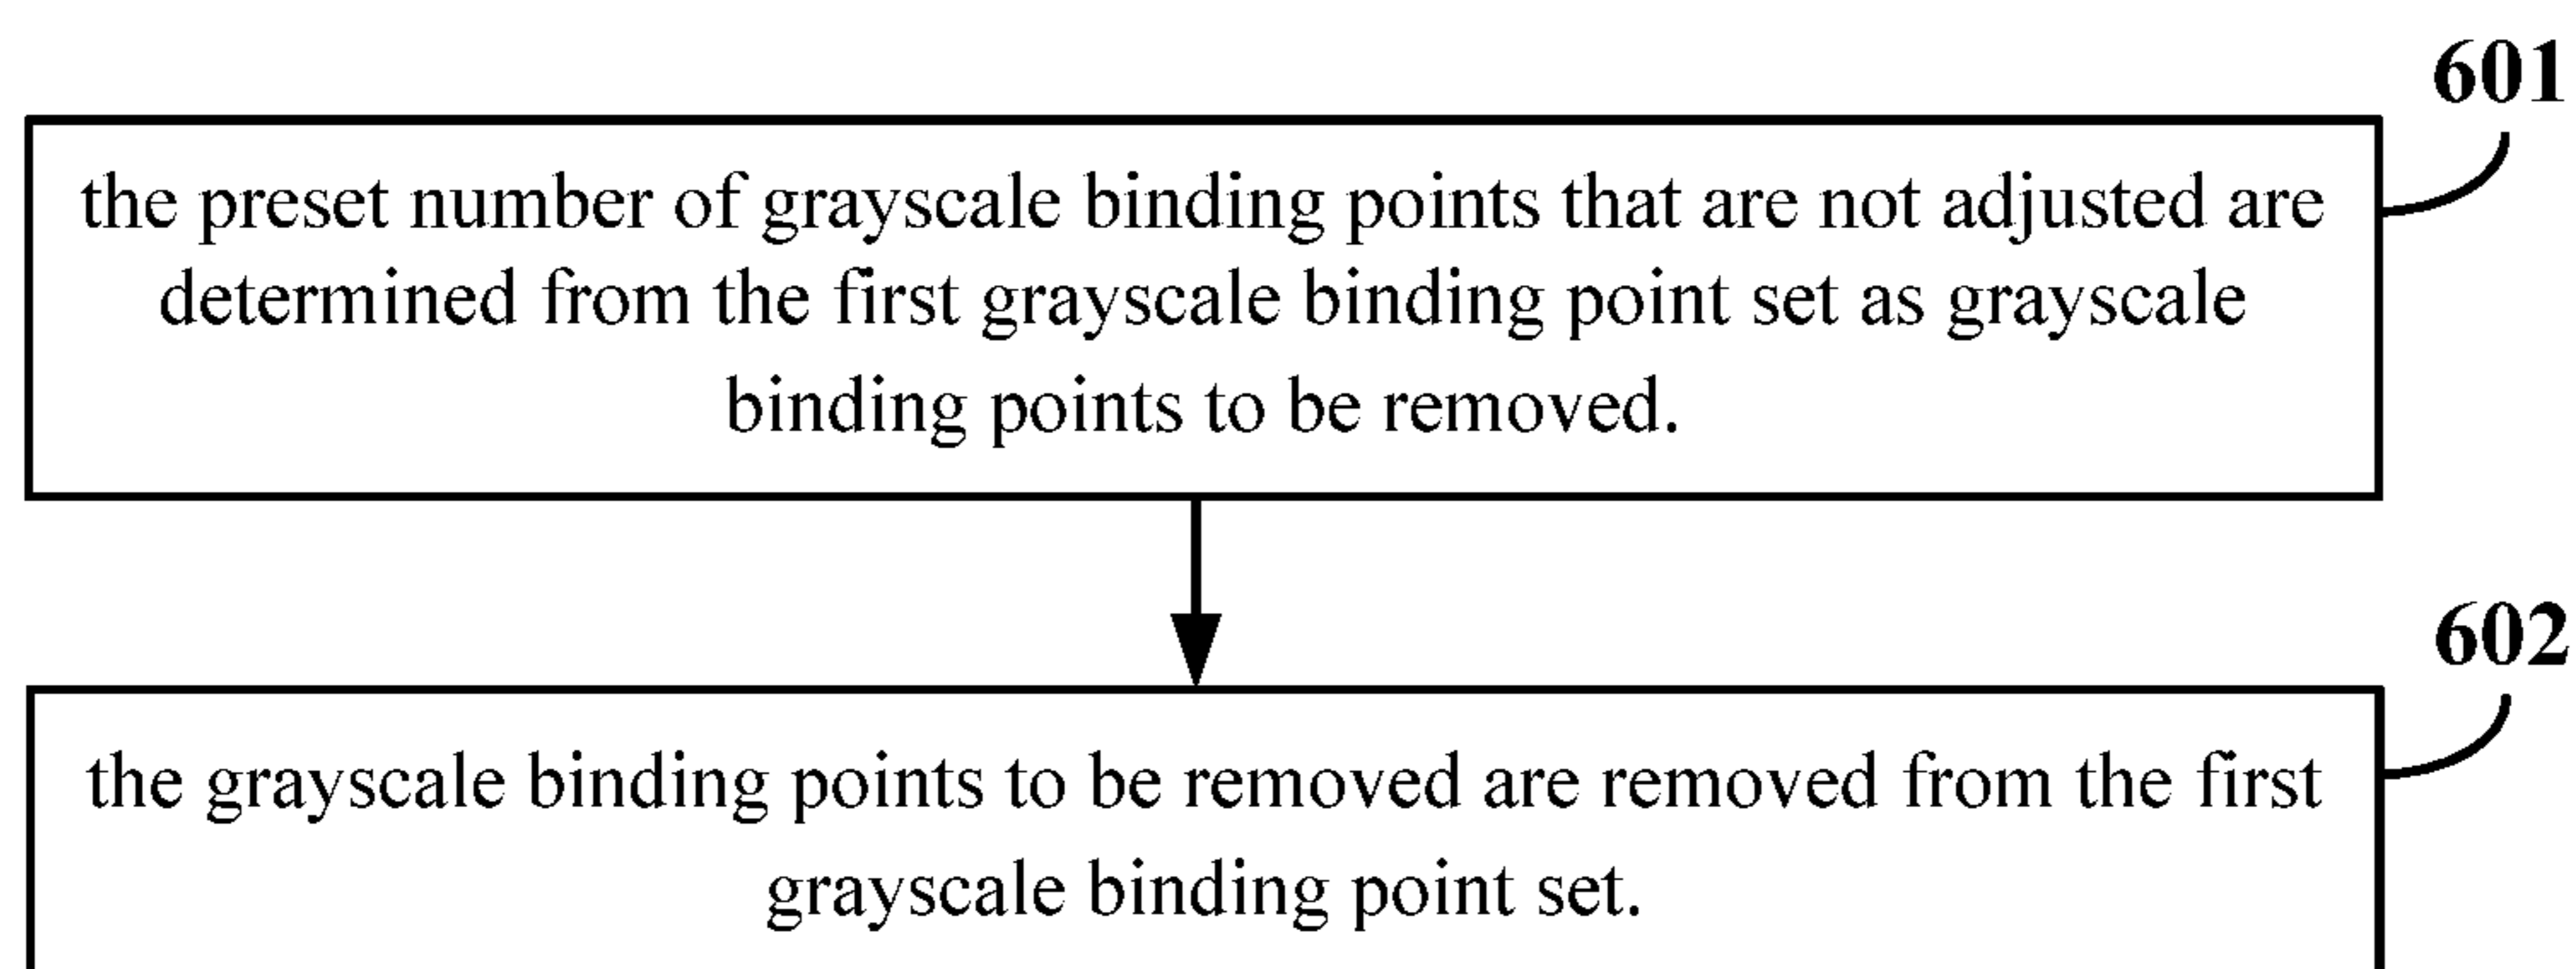 601
the preset number of grayscale binding points that are not adjusted are
determined from the first grayscale binding point set as grayscale
binding points to be removed.
602
the grayscale binding points to be removed are removed from the first
grayscale binding point set.